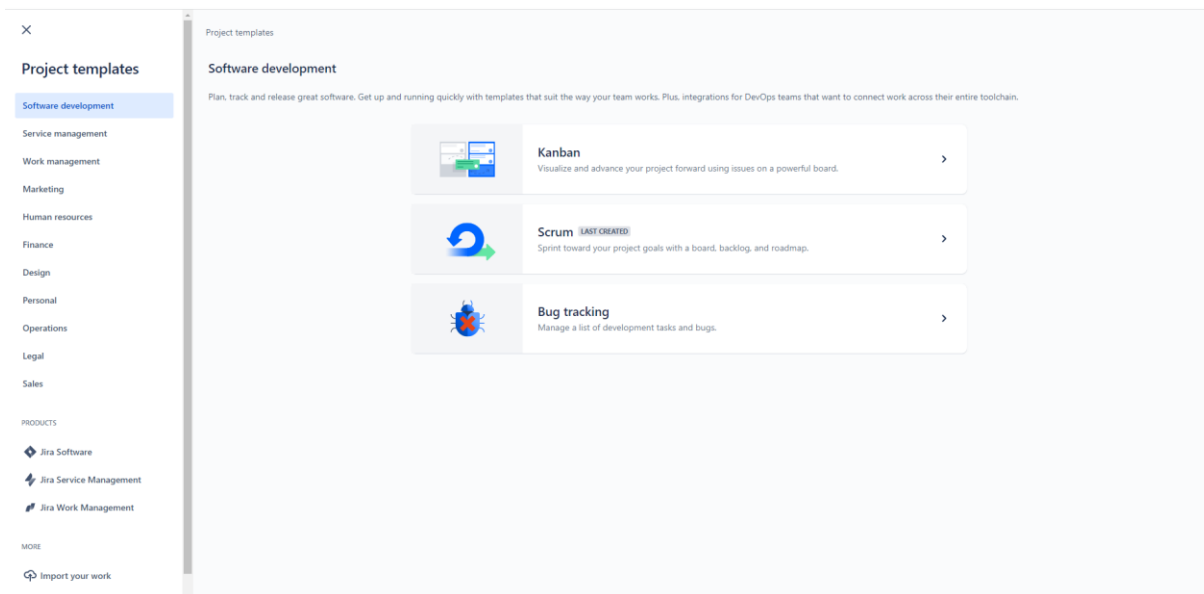 Project templates
Software development
Service management
Work management
Marketing
Human resources
Finance
Design
Personal
Operations
Legal
Sales
PRODUCTS
Jira Software
Jira Service Management
Jira Work Management
MORE
Import your work
Project templates
Software development
Plan, track and release great software. Get up and running quickly with templates that suit the way your team works. Plus, integrations for DevOps teams that want to connect work across their entire toolchain.
Kanban
Visualize and advance your project forward using issues on a powerful board.
Scrum LAST CREATED
Sprint toward your project goals with a board, backlog, and roadmap.
Bug tracking
Manage a list of development tasks and bugs.